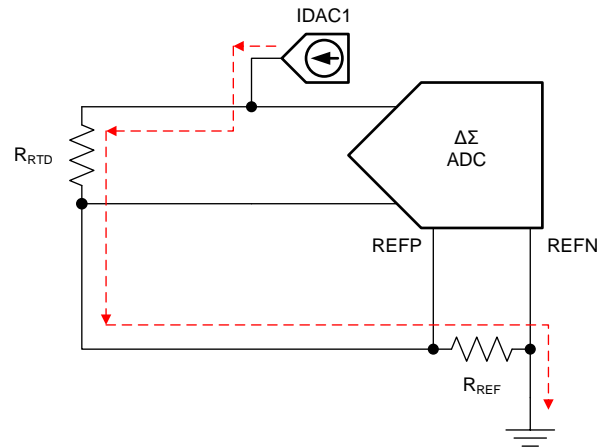 IDAC1
ΔΣ
ADC
RRTD
REFP
REFN
RREF